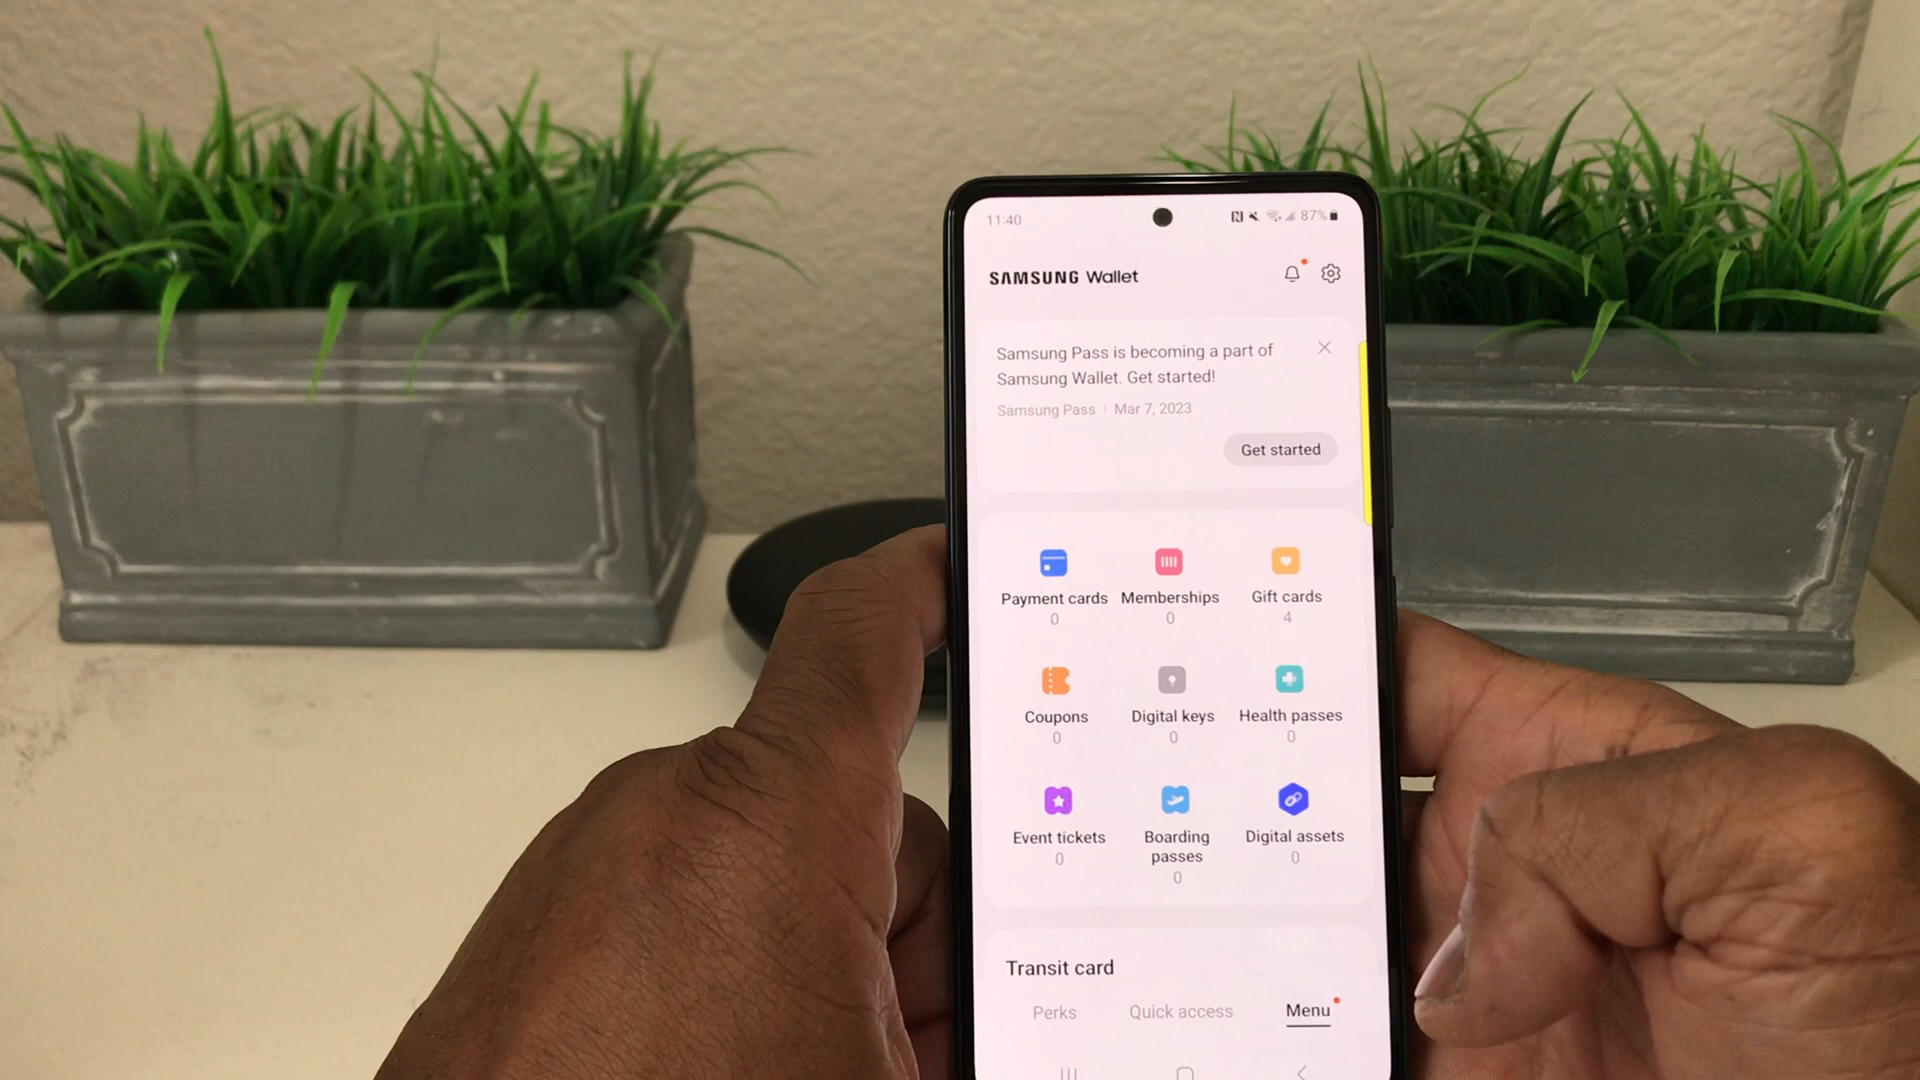 11:40
87%
SAMSUNG Wallet
Samsung Pass is becoming a part of
Samsung Wallet. Get started!
Samsung Pass | Mar 7, 2023
Get started
Payment cards Memberships Gift cards
0 0 4
Coupons Digital keys Health passes
0 0 0
Event tickets Boarding passes Digital assets
0 0 0
Transit card
Perks Quick access Menu